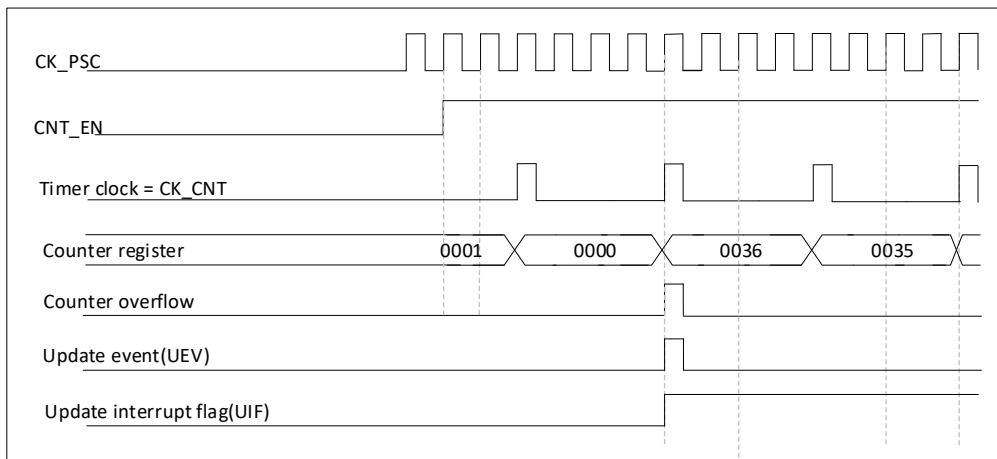 CK_PSC
CNT_EN
Timer clock = CK_CNT
Counter register 0001 0000 0036 0035
Counter overflow
Update event(UEV)
Update interrupt flag(UIF)